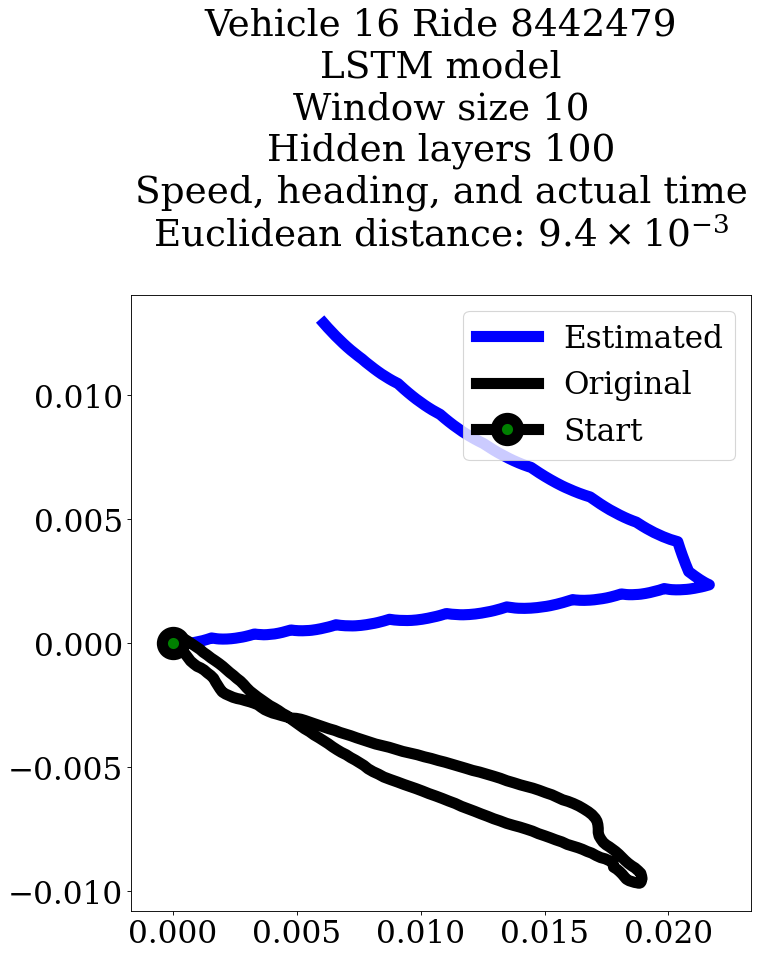 Vehicle 16 Ride 8442479
LSTM model
Window size 10
Hidden layers 100
Speed, heading, and actual time
Euclidean distance: 9.4 × 10⁻³
Estimated
Original
Start
0.010
0.005
0.000
−0.005
−0.010
0.000 0.005 0.010 0.015 0.020